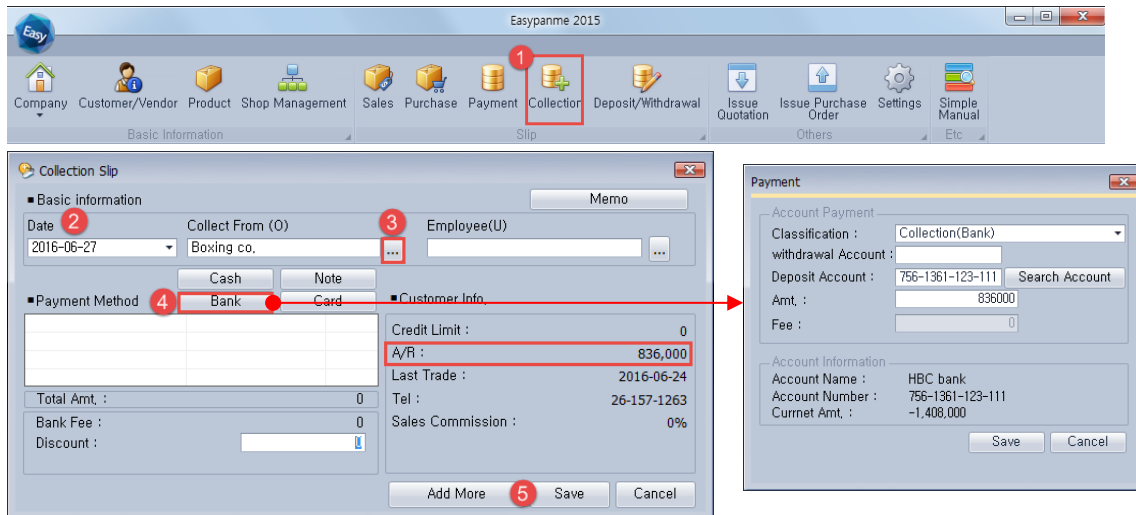 Easypanme 2015
Easy
1
Company Customer/Vendor Product Shop Management Sales Purchase Payment Collection Deposit/Withdrawal Issue Quotation Issue Purchase Order Settings Simple Manual
Basic Information Slip Others Etc
Collection Slip
■ Basic information Memo
Date 2 Collect From (O) 3 Employee(U)
2016-06-27 Boxing co, ... ...
Cash Note
■Payment Method 4 Bank Card ■Customer Info,
Credit Limit : 0
A/R : 836,000
Last Trade : 2016-06-24
Total Amt, : 0 Tel : 26-157-1263
Bank Fee : 0 Sales Commission : 0%
Discount : 0
Add More 5 Save Cancel
Payment
Account Payment
Classification : Collection(Bank)
withdrawal Account :
Deposit Account : 756-1361-123-111 Search Account
Amt, : 836000
Fee : 0
Account Information
Account Name : HBC bank
Account Number : 756-1361-123-111
Currnet Amt, : -1,408,000
Save Cancel